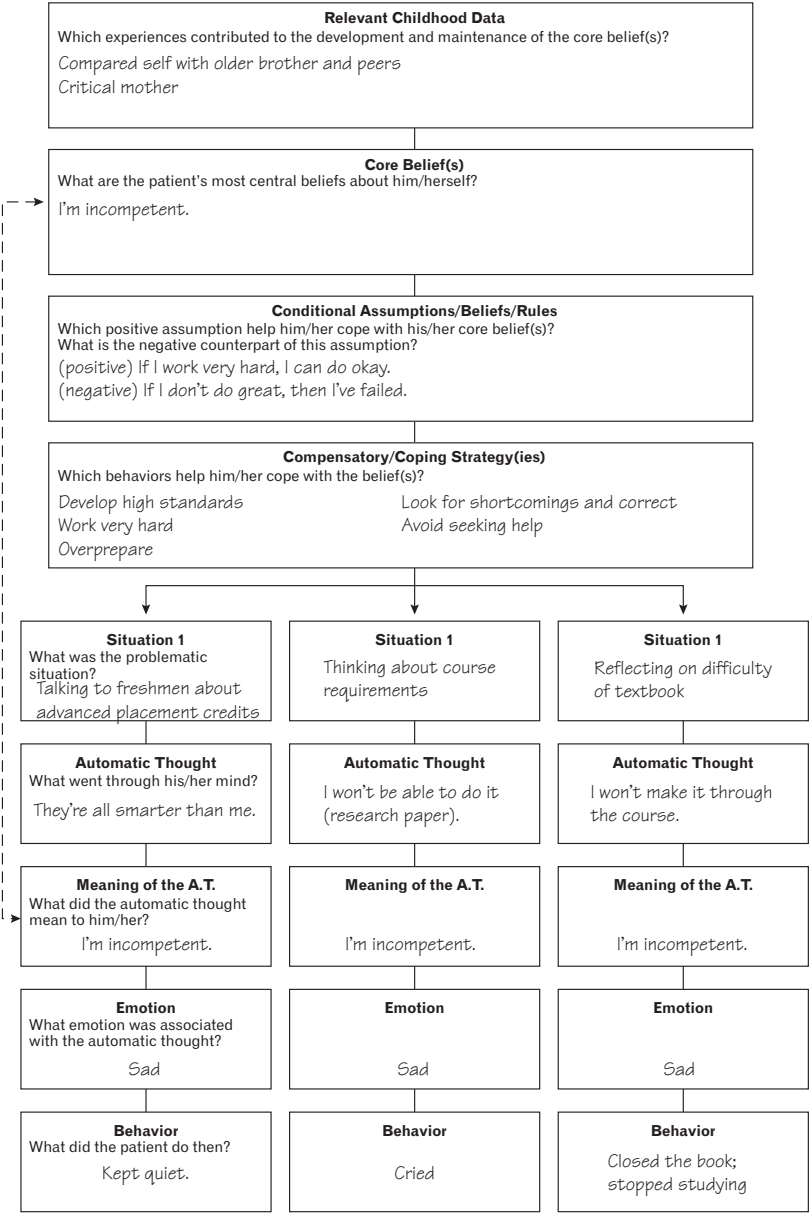 Relevant Childhood Data
Which experiences contributed to the development and maintenance of the core belief(s)?
Compared self with older brother and peers
Critical mother
Core Belief(s)
What are the patient's most central beliefs about him/herself?
I'm incompetent.
Conditional Assumptions/Beliefs/Rules
Which positive assumption help him/her cope with his/her core belief(s)?
What is the negative counterpart of this assumption?
(positive) If I work very hard, I can do okay.
(negative) If I don't do great, then I've failed.
Compensatory/Coping Strategy(ies)
Which behaviors help him/her cope with the belief(s)?
Develop high standards
Work very hard
Overprepare
Look for shortcomings and correct
Avoid seeking help
Situation 1
What was the problematic
situation?
Talking to freshmen about
advanced placement credits
Situation 1
Thinking about course
requirements
Situation 1
Reflecting on difficulty
of textbook
Automatic Thought
What went through his/her mind?
They're all smarter than me.
Automatic Thought
I won't be able to do it
(research paper).
Automatic Thought
I won't make it through
the course.
Meaning of the A.T.
What did the automatic thought
mean to him/her?
I'm incompetent.
Meaning of the A.T.
I'm incompetent.
Meaning of the A.T.
I'm incompetent.
Emotion
What emotion was associated
with the automatic thought?
Sad
Emotion
Sad
Emotion
Sad
Behavior
What did the patient do then?
Kept quiet.
Behavior
Cried
Behavior
Closed the book;
stopped studying